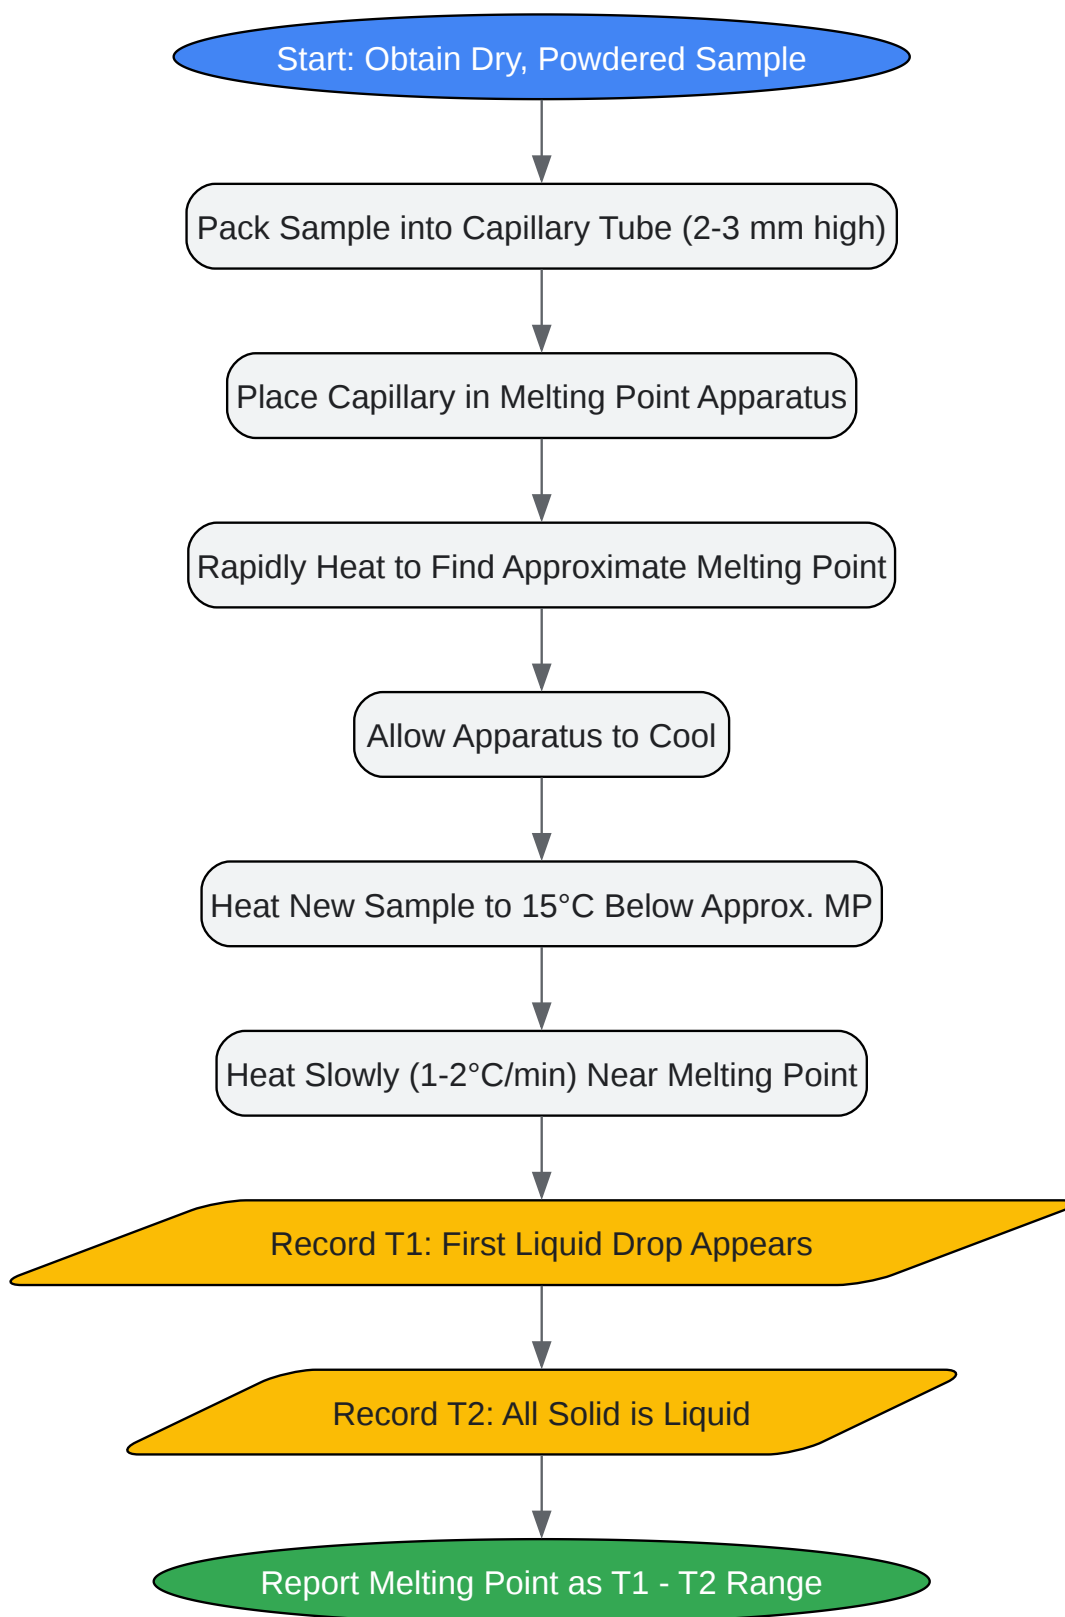 Start: Obtain Dry, Powdered Sample
Pack Sample into Capillary Tube (2-3 mm high)
Place Capillary in Melting Point Apparatus
Rapidly Heat to Find Approximate Melting Point
Allow Apparatus to Cool
Heat New Sample to 15°C Below Approx. MP
Heat Slowly (1-2°C/min) Near Melting Point
Record T1: First Liquid Drop Appears
Record T2: All Solid is Liquid
Report Melting Point as T1 - T2 Range